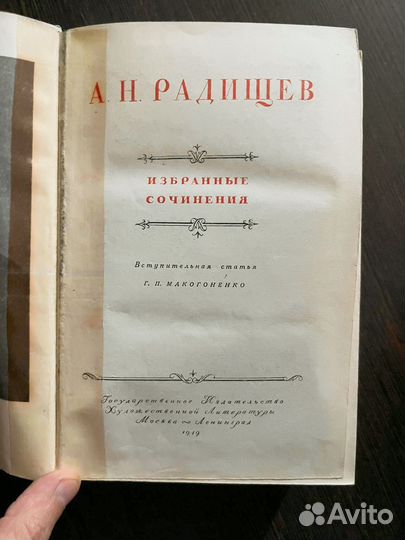 А. Н. РАДИЩЕВ
ИЗБРАННЫЕ
СОЧИНЕНИЯ
Вступительная статья
Г. П. МАКОГОНЕНКО
Государственное Издательство
Художественной Литературы
Москва ~ Ленинград
1949
Avito